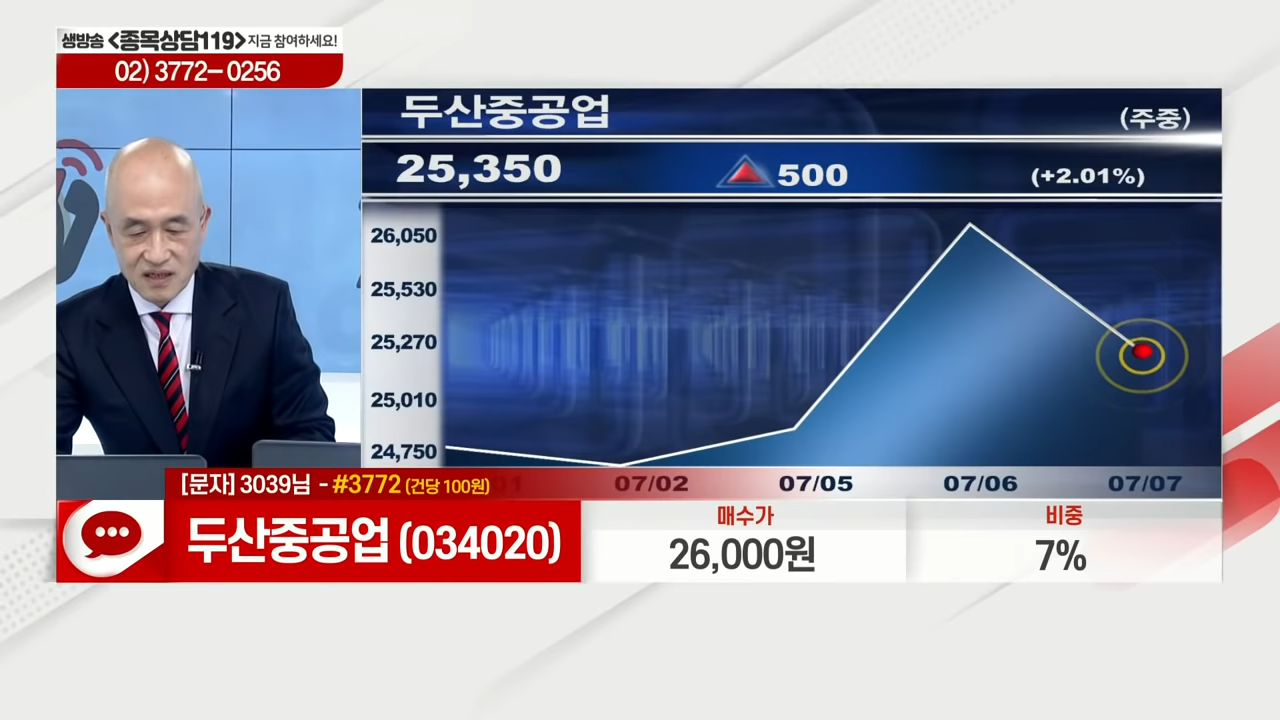 생방송 <종목상담119> 지금 참여하세요!
02) 3772-0256
두산중공업 (주중)
25,350 500 (+2.01%)
26,050
25,530
25,270
25,010
24,750
07/02 07/05 07/06 07/07
[문자] 3039님 - #3772 (건당 100원)
두산중공업 (034020)
매수가
26,000원
비중
7%